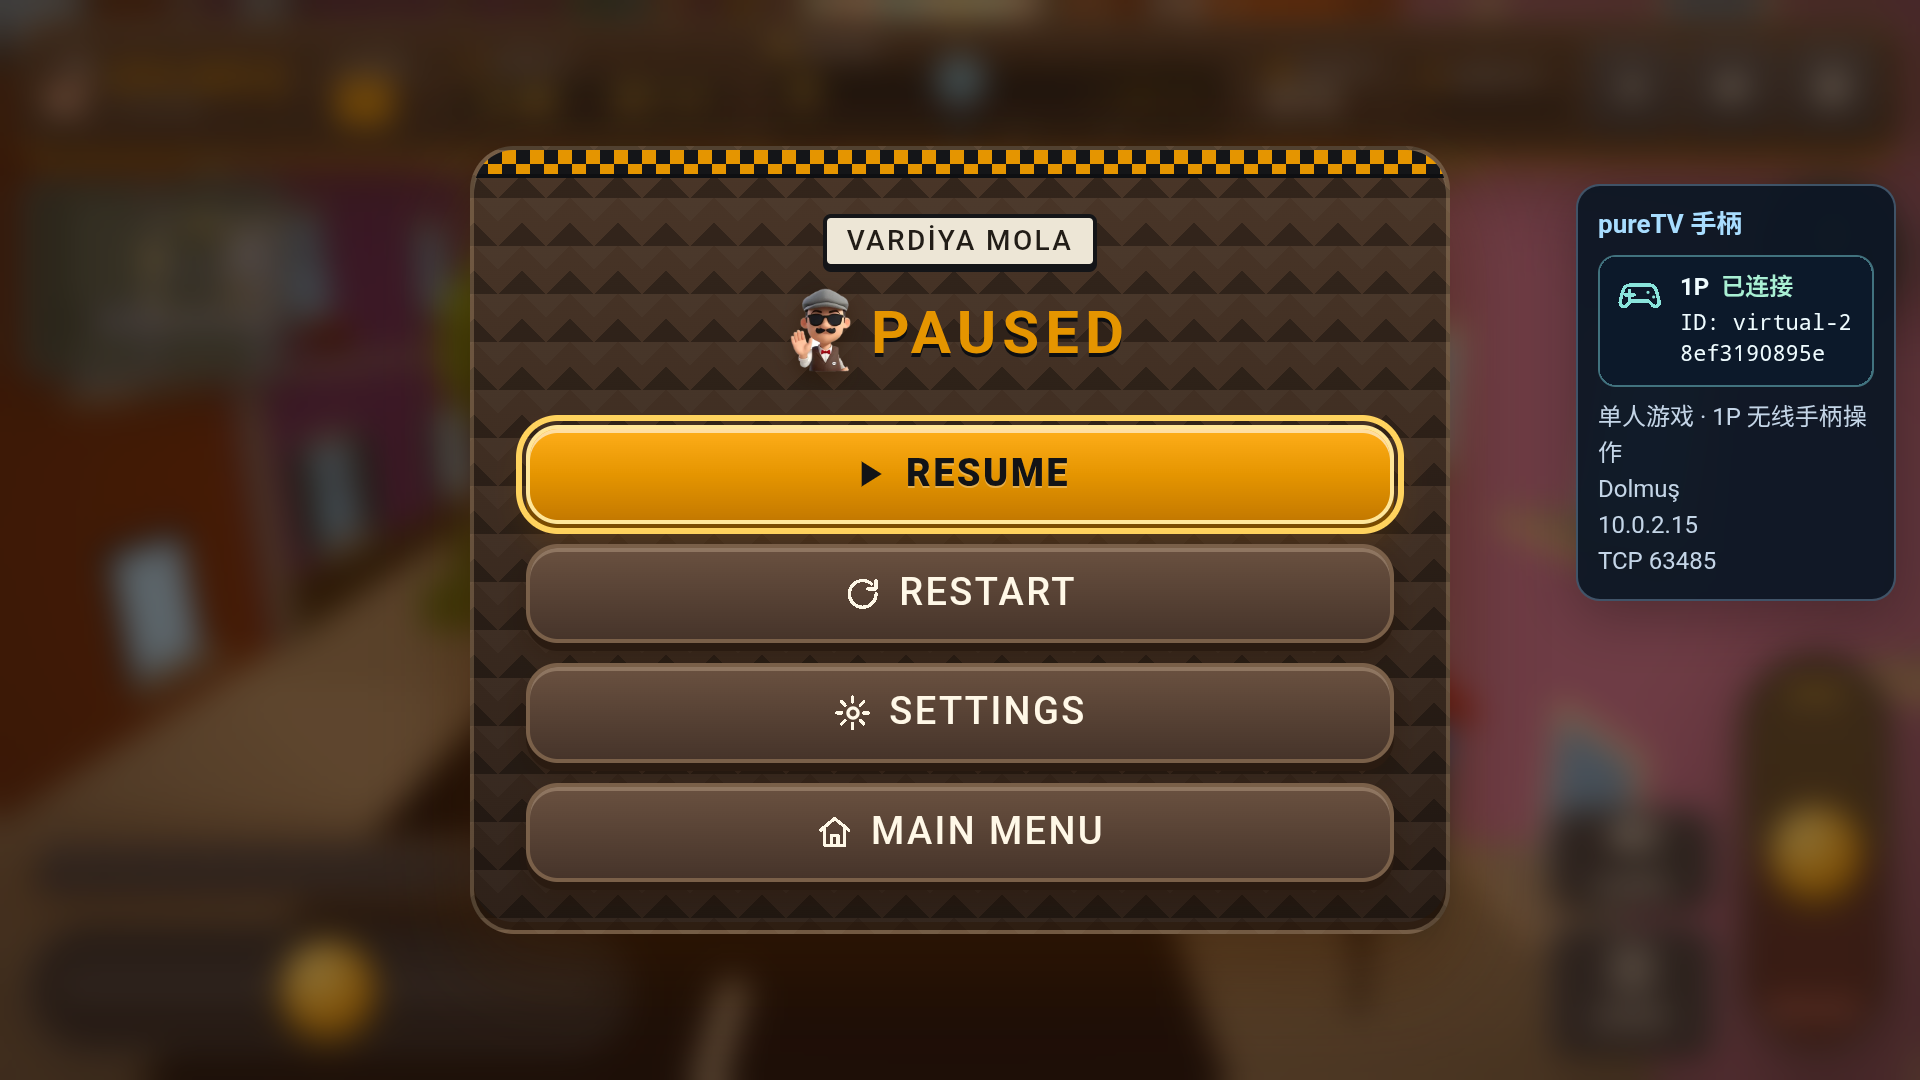 VARDİYA MOLA
PAUSED
RESUME
RESTART
SETTINGS
MAIN MENU
pureTV 手柄
1P 已连接
ID: virtual-2
8ef3190895e
单人游戏 · 1P 无线手柄操
作
Dolmuş
10.0.2.15
TCP 63485